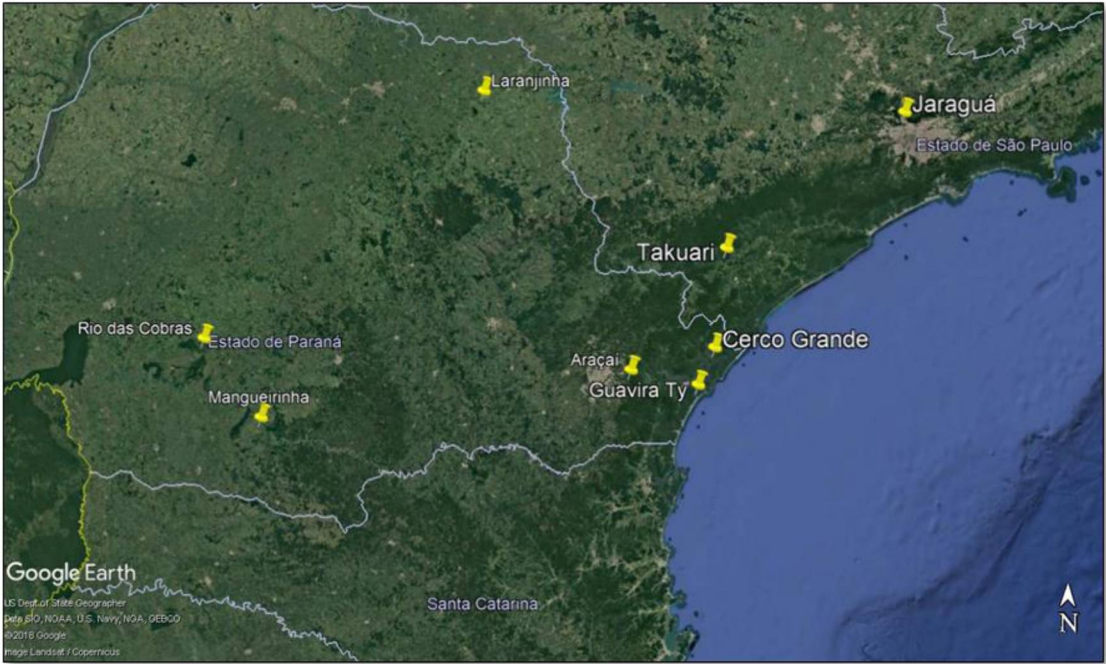 Laranjinha
Jaraguá
Estado de São Paulo
Takuari
Rio das Cobras
Estado de Paraná
Cerco Grande
Araçai
Guavira Ty
Mangueirinha
Google Earth
US Dept of State Geographer
Data SIO, NOAA, U.S. Navy, NGA, GEBCO
©2018 Google
Image Landsat / Copernicus
Santa Catarina
N